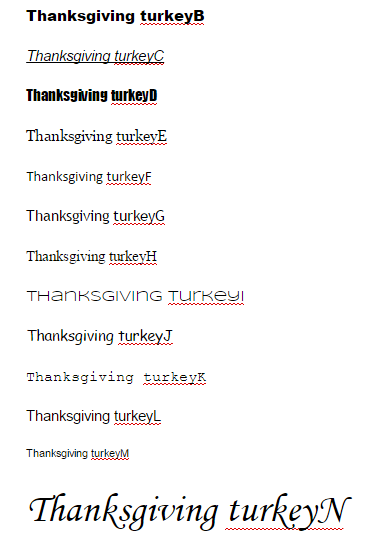 Thanksgiving turkeyB
Thanksgiving turkeyC
Thanksgiving turkeyD
Thanksgiving turkeyE
Thanksgiving turkeyF
Thanksgiving turkeyG
Thanksgiving turkeyH
Thanksgiving turkeyI
Thanksgiving turkeyJ
Thanksgiving turkeyK
Thanksgiving turkeyL
Thanksgiving turkeyM
Thanksgiving turkeyN